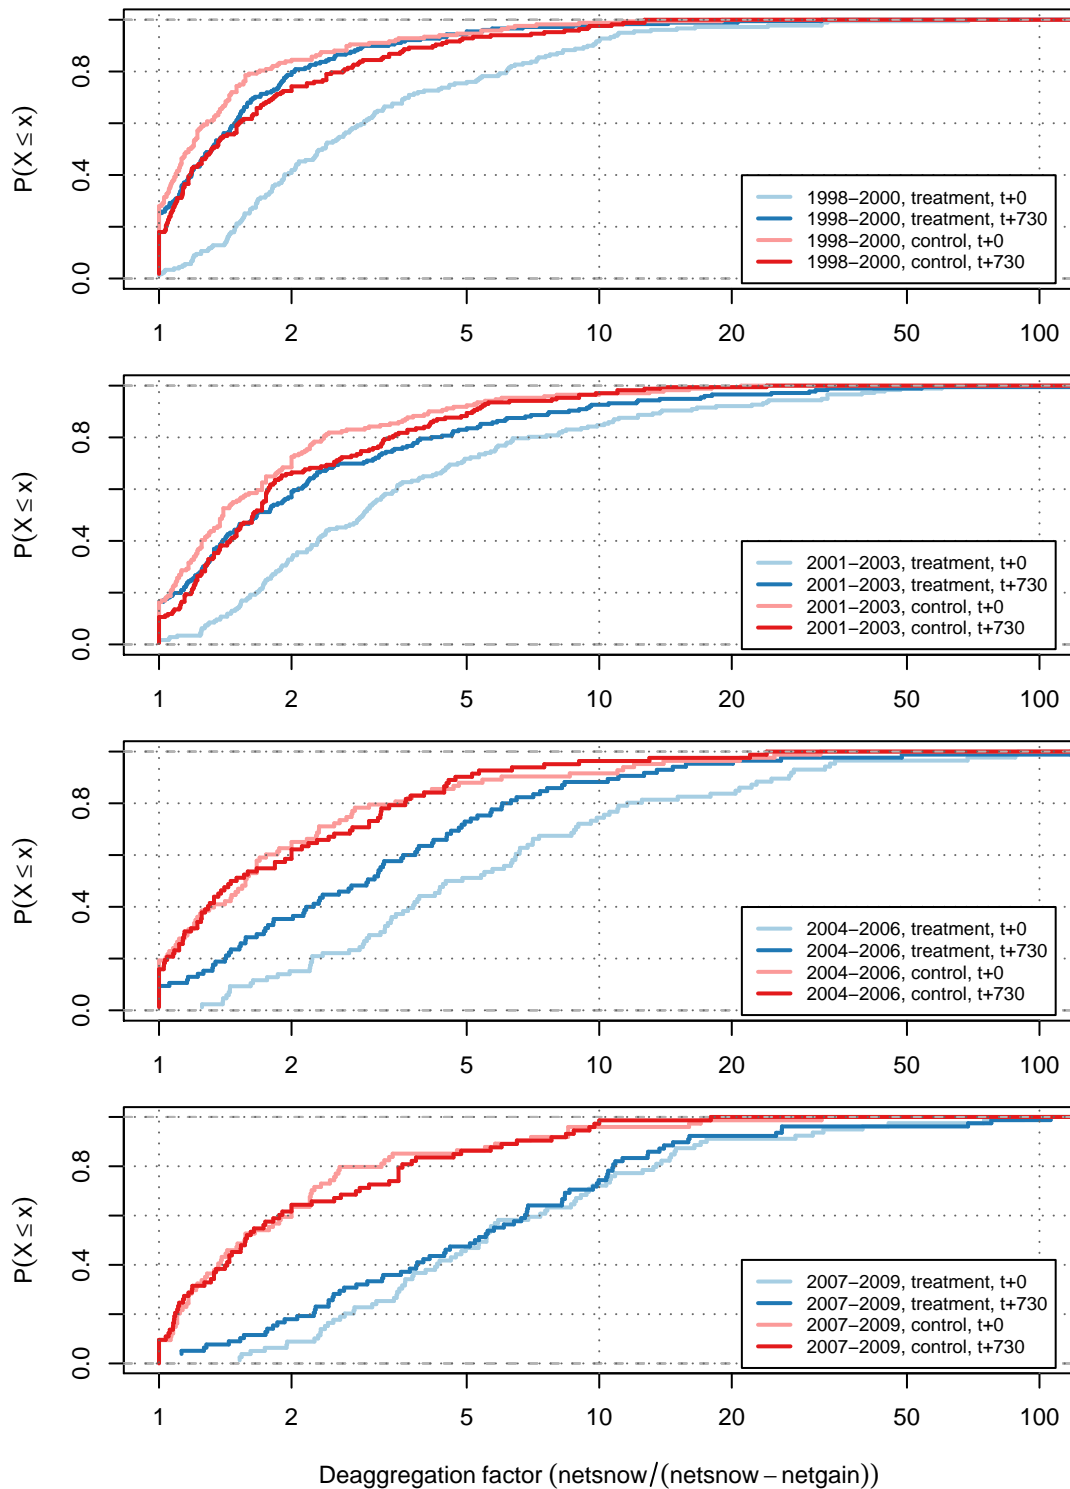 P(X ≤ x)
0.8
0.4
0.0
1998−2000, treatment, t+0
1998−2000, treatment, t+730
1998−2000, control, t+0
1998−2000, control, t+730
1 2 5 10 20 50 100
P(X ≤ x)
0.8
0.4
0.0
2001−2003, treatment, t+0
2001−2003, treatment, t+730
2001−2003, control, t+0
2001−2003, control, t+730
1 2 5 10 20 50 100
P(X ≤ x)
0.8
0.4
0.0
2004−2006, treatment, t+0
2004−2006, treatment, t+730
2004−2006, control, t+0
2004−2006, control, t+730
1 2 5 10 20 50 100
P(X ≤ x)
0.8
0.4
0.0
2007−2009, treatment, t+0
2007−2009, treatment, t+730
2007−2009, control, t+0
2007−2009, control, t+730
1 2 5 10 20 50 100
Deaggregation factor (netsnow/(netsnow − netgain))